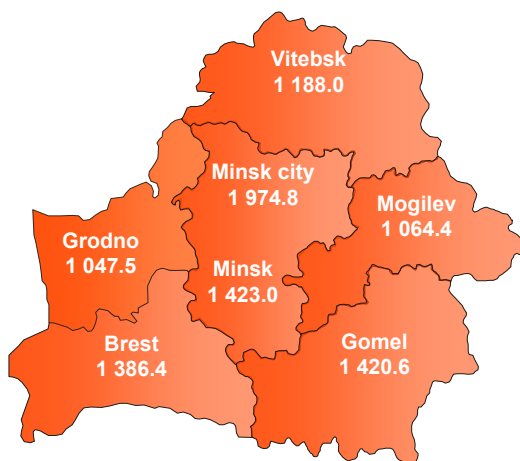 Vitebsk
1 188.0
Minsk city
1 974.8
Mogilev
1 064.4
Grodno
1 047.5
Minsk
1 423.0
Brest
1 386.4
Gomel
1 420.6